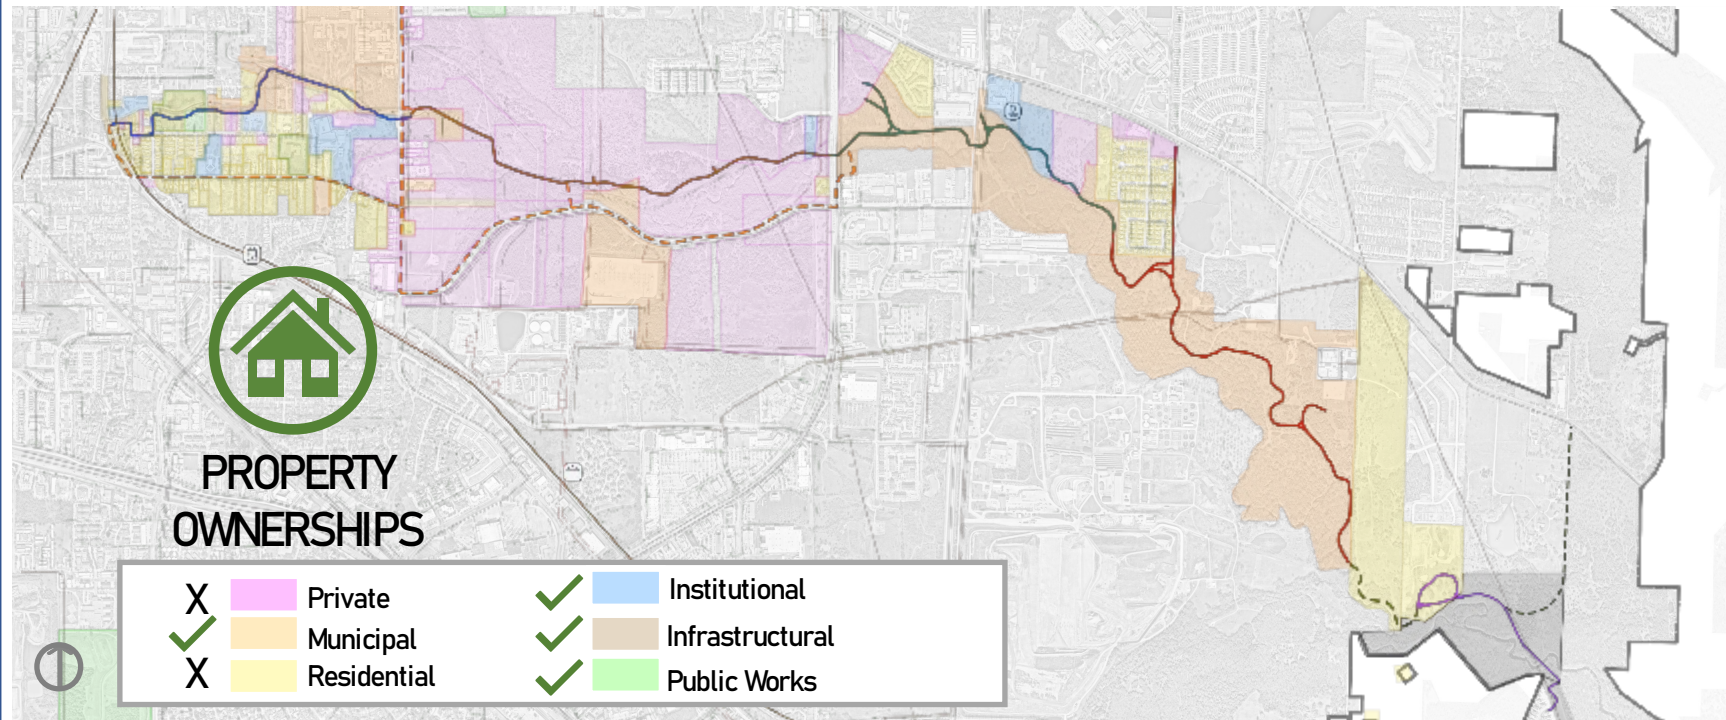 PROPERTY
OWNERSHIPS
X Private
Municipal
X Residential
Institutional
Infrastructural
Public Works